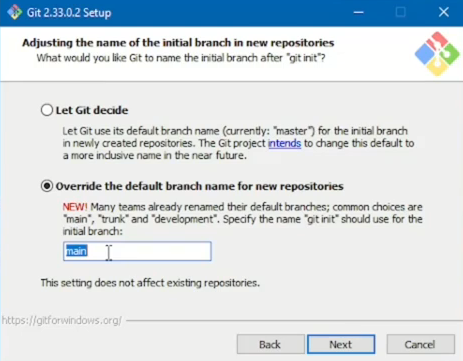 Git 2.33.0.2 Setup
Adjusting the name of the initial branch in new repositories
What would you like Git to name the initial branch after "git init"?
Let Git decide
Let Git use its default branch name (currently: "master") for the initial branch
in newly created repositories. The Git project intends to change this default to
a more inclusive name in the near future.
Override the default branch name for new repositories
NEW! Many teams already renamed their default branches; common choices are
"main", "trunk" and "development". Specify the name "git init" should use for the
initial branch:
main
This setting does not affect existing repositories.
https://gitforwindows.org/
Back
Next
Cancel